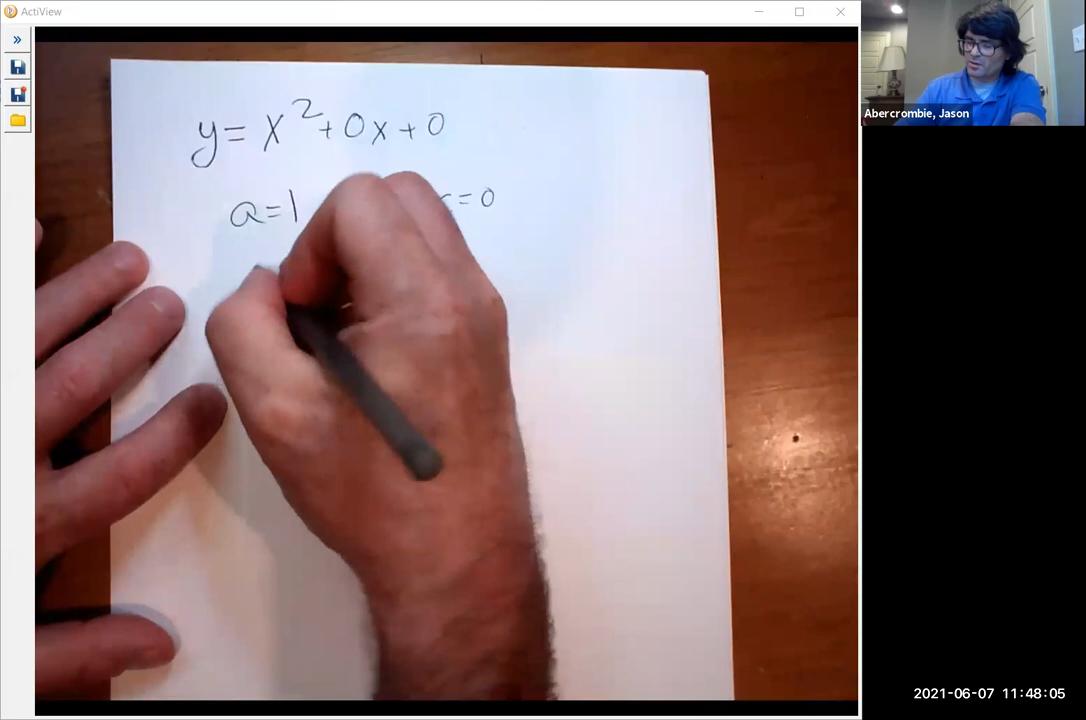 ActiView
»
y = x² + 0x + 0
a = 1 = 0
Abercrombie, Jason
2021-06-07 11:48:05